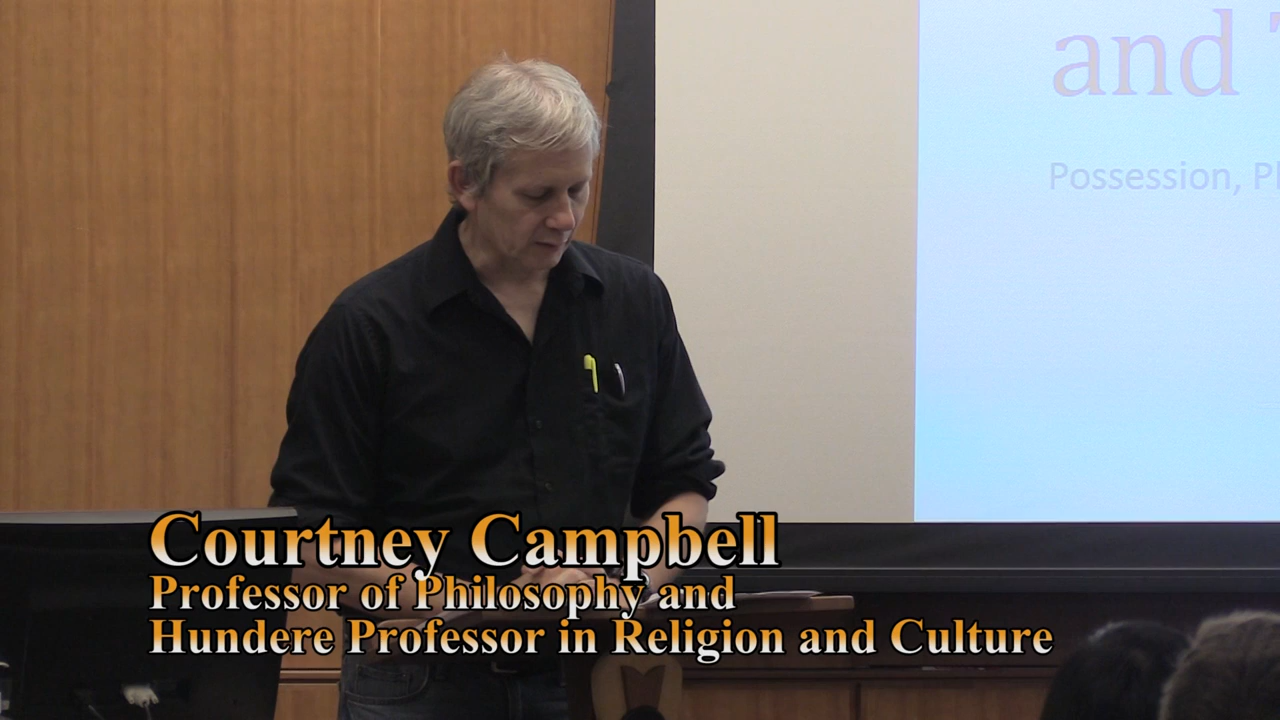 and
Possession,
Courtney Campbell
Professor of Philosophy and
Hundere Professor in Religion and Culture